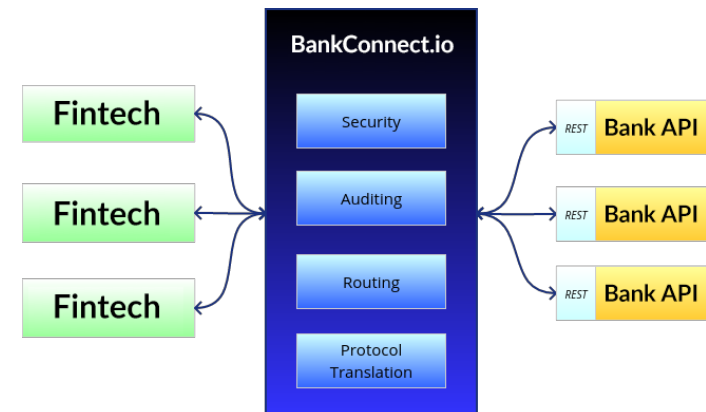 BankConnect.io
Fintech
Fintech
Fintech
Security
Auditing
Routing
Protocol
Translation
REST
Bank API
REST
Bank API
REST
Bank API